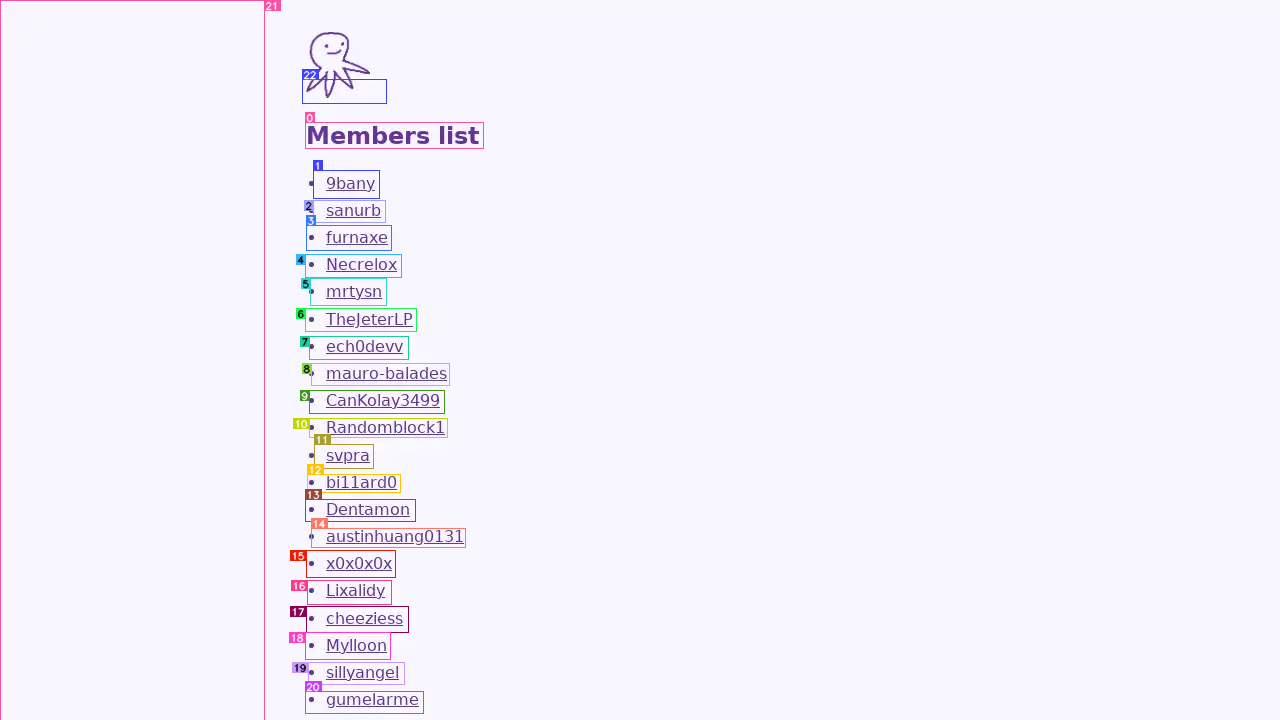 Members list
9bany
sanurb
furnaxe
Necrelox
mrtysn
TheJeterLP
ech0devv
mauro-balades
CanKolay3499
Randomblock1
svpra
bi11ard0
Dentamon
austinhuang0131
x0x0x0x
Lixalidy
cheeziess
Mylloon
sillyangel
gumelarme
21
22
0
1
2
3
4
5
6
7
8
9
10
11
12
13
14
15
16
17
18
19
20